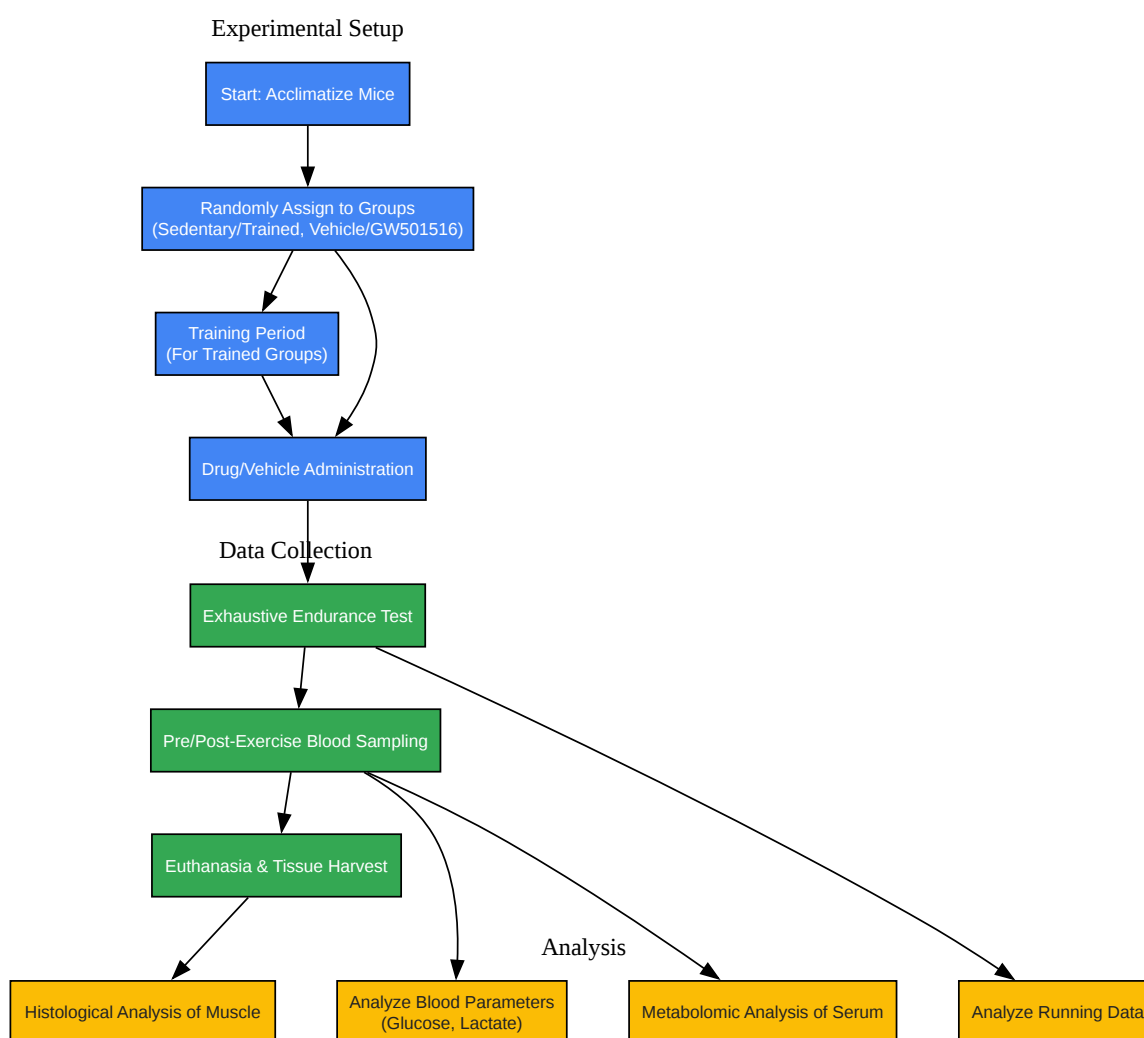 Experimental Setup
Start: Acclimatize Mice
Randomly Assign to Groups
(Sedentary/Trained, Vehicle/GW501516)
Training Period
(For Trained Groups)
Drug/Vehicle Administration
Data Collection
Exhaustive Endurance Test
Pre/Post-Exercise Blood Sampling
Euthanasia & Tissue Harvest
Analysis
Histological Analysis of Muscle
Analyze Blood Parameters
(Glucose, Lactate)
Metabolomic Analysis of Serum
Analyze Running Data